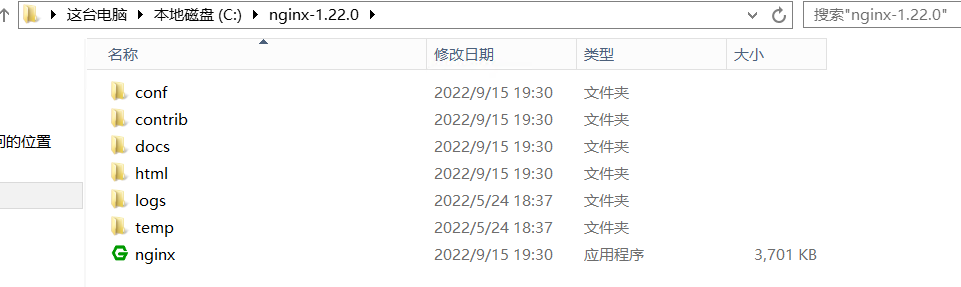 这台电脑 本地磁盘 (C:) nginx-1.22.0 搜索"nginx-1.22.0"
名称 修改日期 类型 大小
conf 2022/9/15 19:30 文件夹
contrib 2022/9/15 19:30 文件夹
docs 2022/9/15 19:30 文件夹
问的位置
html 2022/9/15 19:30 文件夹
logs 2022/5/24 18:37 文件夹
temp 2022/5/24 18:37 文件夹
nginx 2022/9/15 19:30 应用程序 3,701 KB